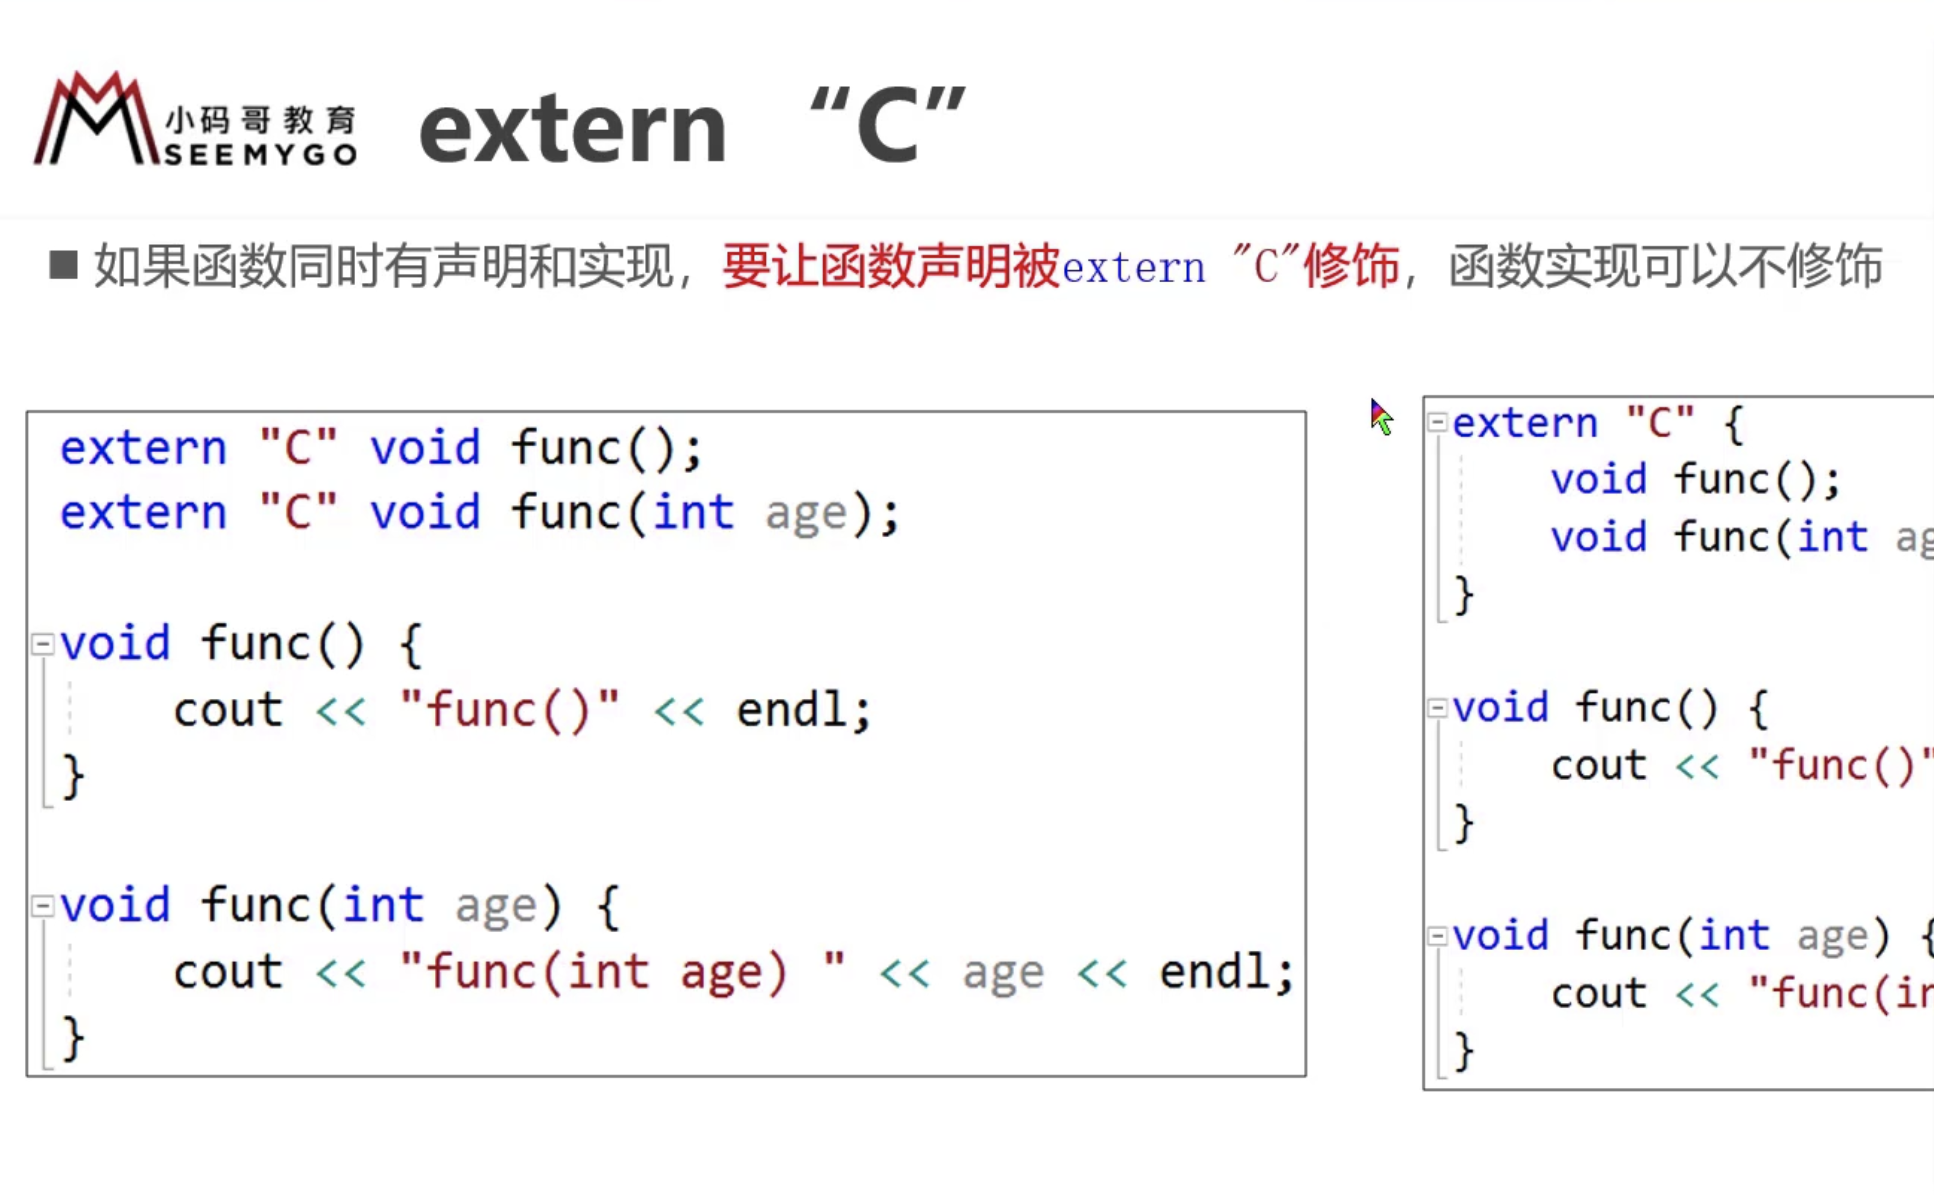 小码哥教育
SEEMYGO
extern “C”
■ 如果函数同时有声明和实现，要让函数声明被extern "C"修饰，函数实现可以不修饰
extern "C" void func();
extern "C" void func(int age);
void func() {
cout << "func()" << endl;
}
void func(int age) {
cout << "func(int age) " << age << endl;
}
extern "C" {
void func();
void func(int ag
}
void func() {
cout << "func()"
}
void func(int age) {
cout << "func(in
}